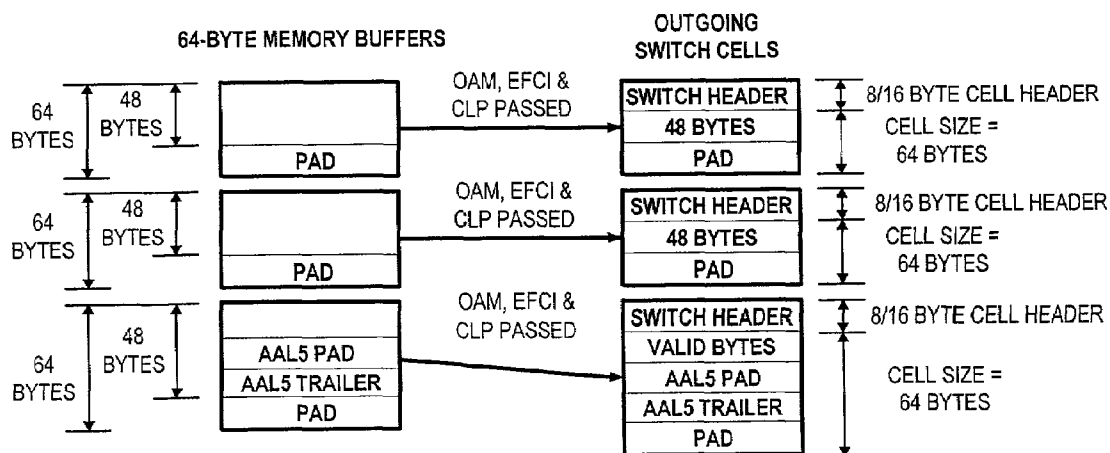 64-BYTE MEMORY BUFFERS
OUTGOING
SWITCH CELLS
64
BYTES
48
BYTES
PAD
OAM, EFCI &
CLP PASSED
SWITCH HEADER
48 BYTES
PAD
8/16 BYTE CELL HEADER
CELL SIZE =
64 BYTES
64
BYTES
48
BYTES
PAD
OAM, EFCI &
CLP PASSED
SWITCH HEADER
48 BYTES
PAD
8/16 BYTE CELL HEADER
CELL SIZE =
64 BYTES
64
BYTES
48
BYTES
AAL5 PAD
AAL5 TRAILER
PAD
OAM, EFCI &
CLP PASSED
SWITCH HEADER
VALID BYTES
AAL5 PAD
AAL5 TRAILER
PAD
8/16 BYTE CELL HEADER
CELL SIZE =
64 BYTES